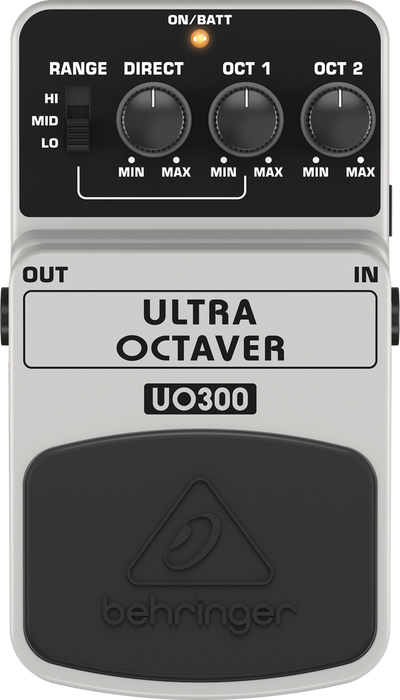 ON/BATT
RANGE DIRECT OCT 1 OCT 2
HI
MID
LO
MIN MAX MIN MAX MIN MAX
OUT IN
ULTRA
OCTAVER
UO300
behringer